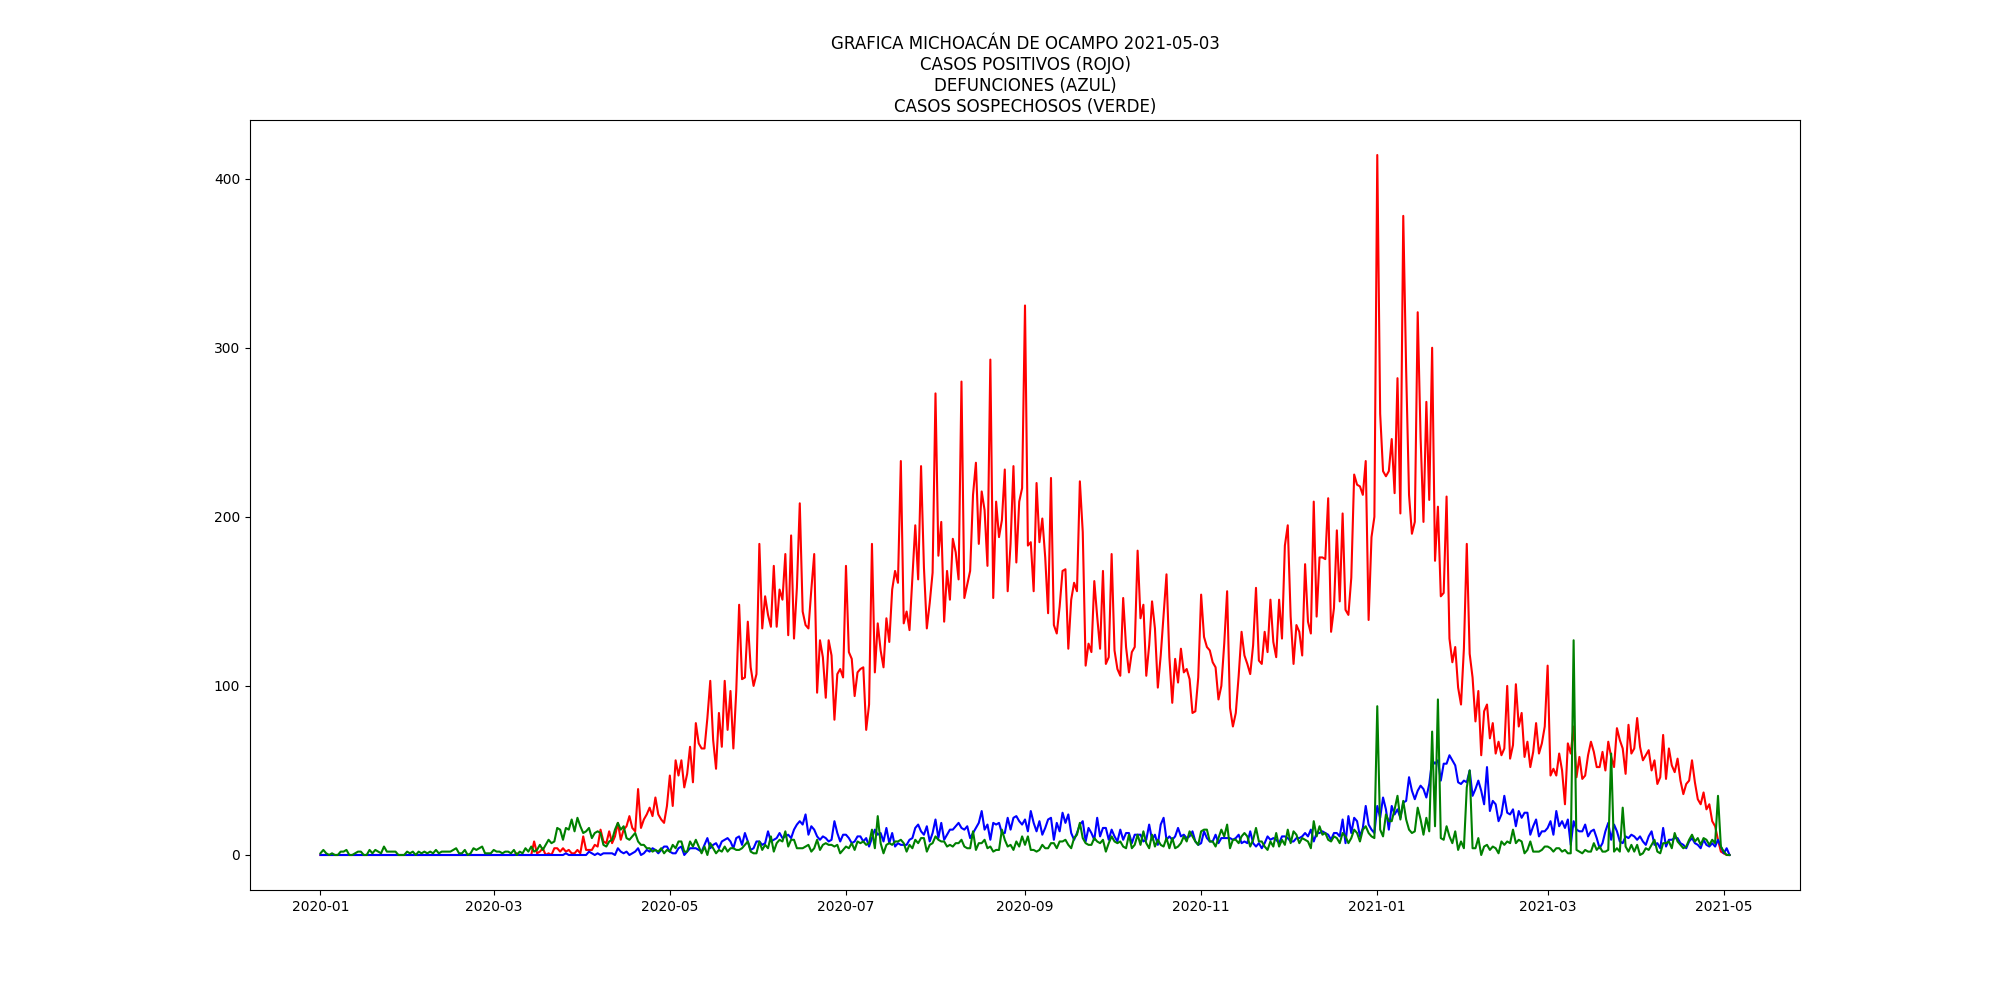 GRAFICA MICHOACÁN DE OCAMPO 2021-05-03
CASOS POSITIVOS (ROJO)
DEFUNCIONES (AZUL)
CASOS SOSPECHOSOS (VERDE)
400
300
200
100
0
2020-01 2020-03 2020-05 2020-07 2020-09 2020-11 2021-01 2021-03 2021-05